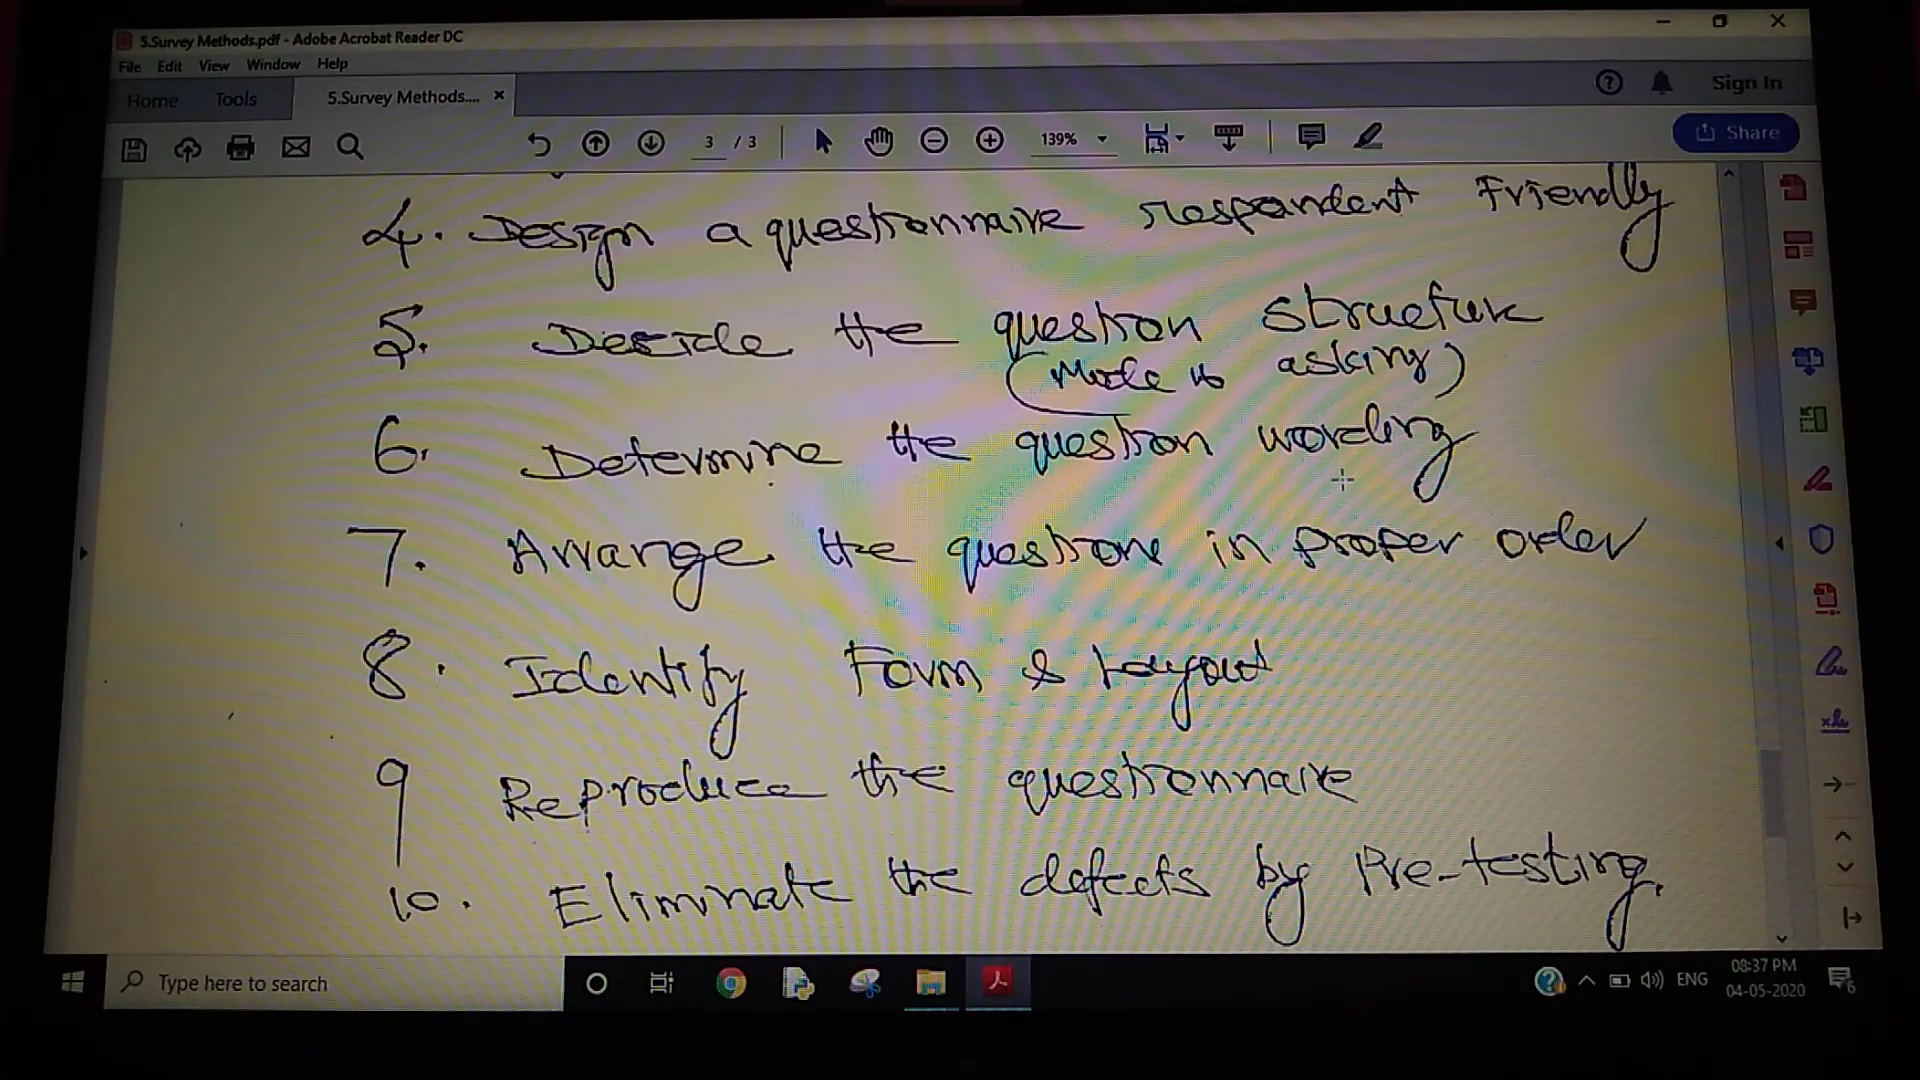 5.Survey Methods.pdf - Adobe Acrobat Reader DC
File Edit View Window Help
Home Tools 5.Survey Methods.... × Sign In
3 / 3 139% Share
4. Design a questionnaire respondent Friendly
5. Decide the question structure
(Mode of asking)
6. Determine the question wording
7. Arrange the questions in proper order
8. Identify Form & Layout
9 Reproduce the questionnaire
10. Eliminate the defects by Pre-testing.
Type here to search
ENG
08:37 PM
04-05-2020
6